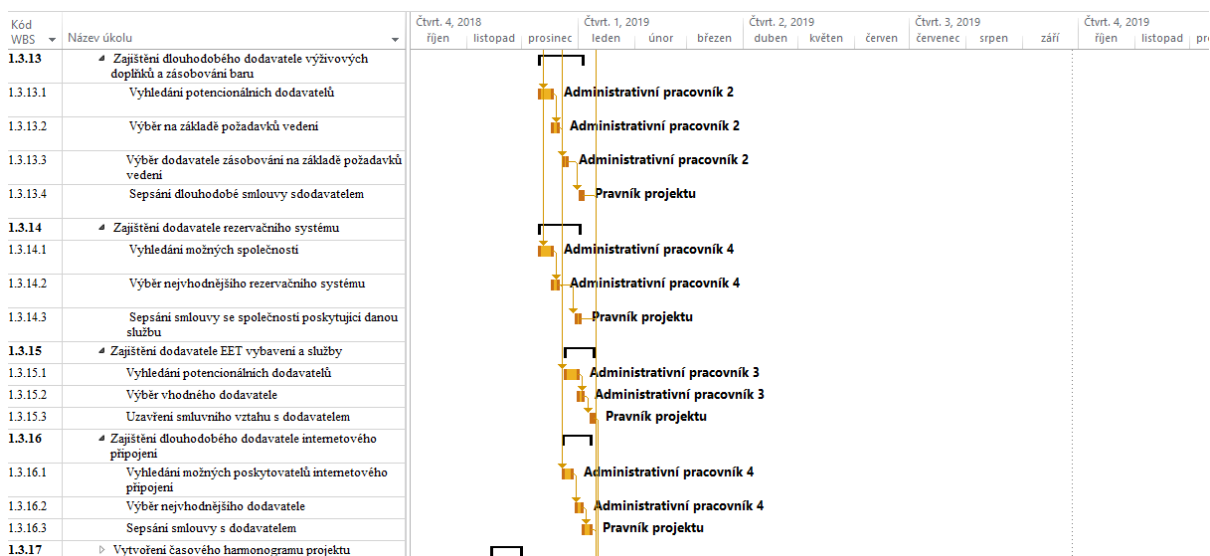 Kód
WBS
Název úkolu
Čtvrt. 4, 2018
Čtvrt. 1, 2019
Čtvrt. 2, 2019
Čtvrt. 3, 2019
Čtvrt. 4, 2019
říjen
listopad
prosinec
leden
únor
březen
duben
květen
červen
červenec
srpen
září
říjen
listopad
pr
1.3.13
Zajištění dlouhodobého dodavatele výživových
doplňků a zásobování baru
1.3.13.1
Vyhledání potencionálních dodavatelů
Administrativní pracovník 2
1.3.13.2
Výběr na základě požadavků vedení
Administrativní pracovník 2
1.3.13.3
Výběr dodavatele zásobování na základě požadavků
vedení
Administrativní pracovník 2
1.3.13.4
Sepsání dlouhodobé smlouvy sdodavatelem
Pravník projektu
1.3.14
Zajištění dodavatele rezervačního systému
1.3.14.1
Vyhledání možných společností
Administrativní pracovník 4
1.3.14.2
Výběr nejvhodnějšího rezervačního systému
Administrativní pracovník 4
1.3.14.3
Sepsání smlouvy se společností poskytující danou
službu
Pravník projektu
1.3.15
Zajištění dodavatele EET vybavení a služby
1.3.15.1
Vyhledání potencionálních dodavatelů
Administrativní pracovník 3
1.3.15.2
Výběr vhodného dodavatele
Administrativní pracovník 3
1.3.15.3
Uzavření smluvního vztahu s dodavatelem
Pravník projektu
1.3.16
Zajištění dlouhodobého dodavatele internetového
připojení
1.3.16.1
Vyhledání možných poskytovatelů internetového
připojení
Administrativní pracovník 4
1.3.16.2
Výběr nejvhodnějšího dodavatele
Administrativní pracovník 4
1.3.16.3
Sepsání smlouvy s dodavatelem
Pravník projektu
1.3.17
Vytvoření časového harmonogramu projektu